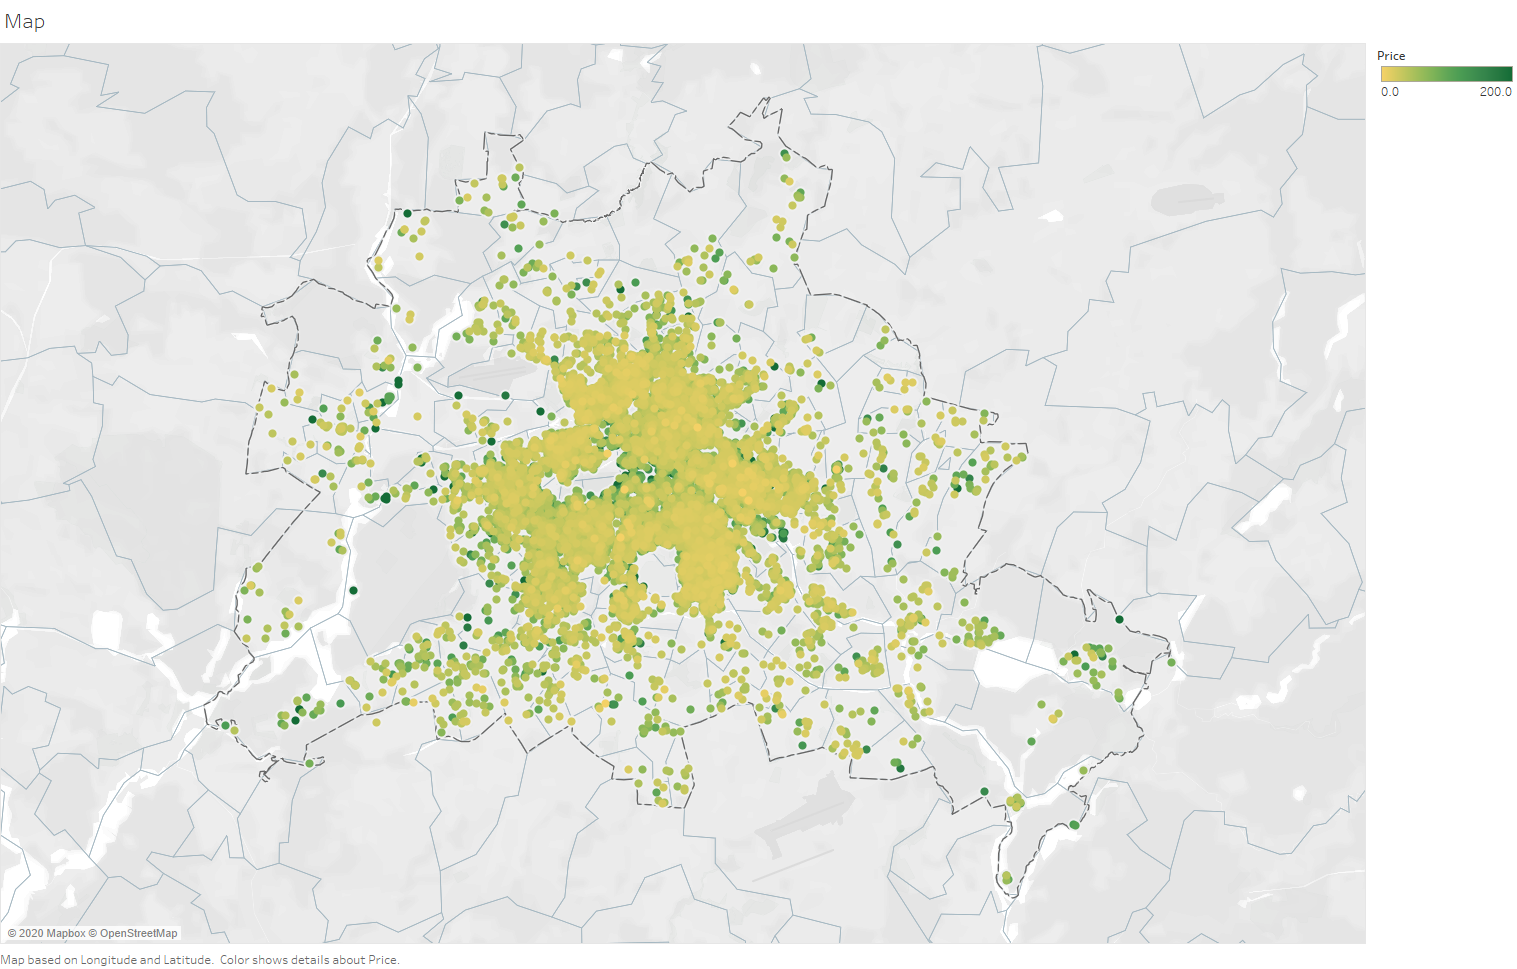 Map
Price
0.0 200.0
© 2020 Mapbox © OpenStreetMap
Map based on Longitude and Latitude. Color shows details about Price.